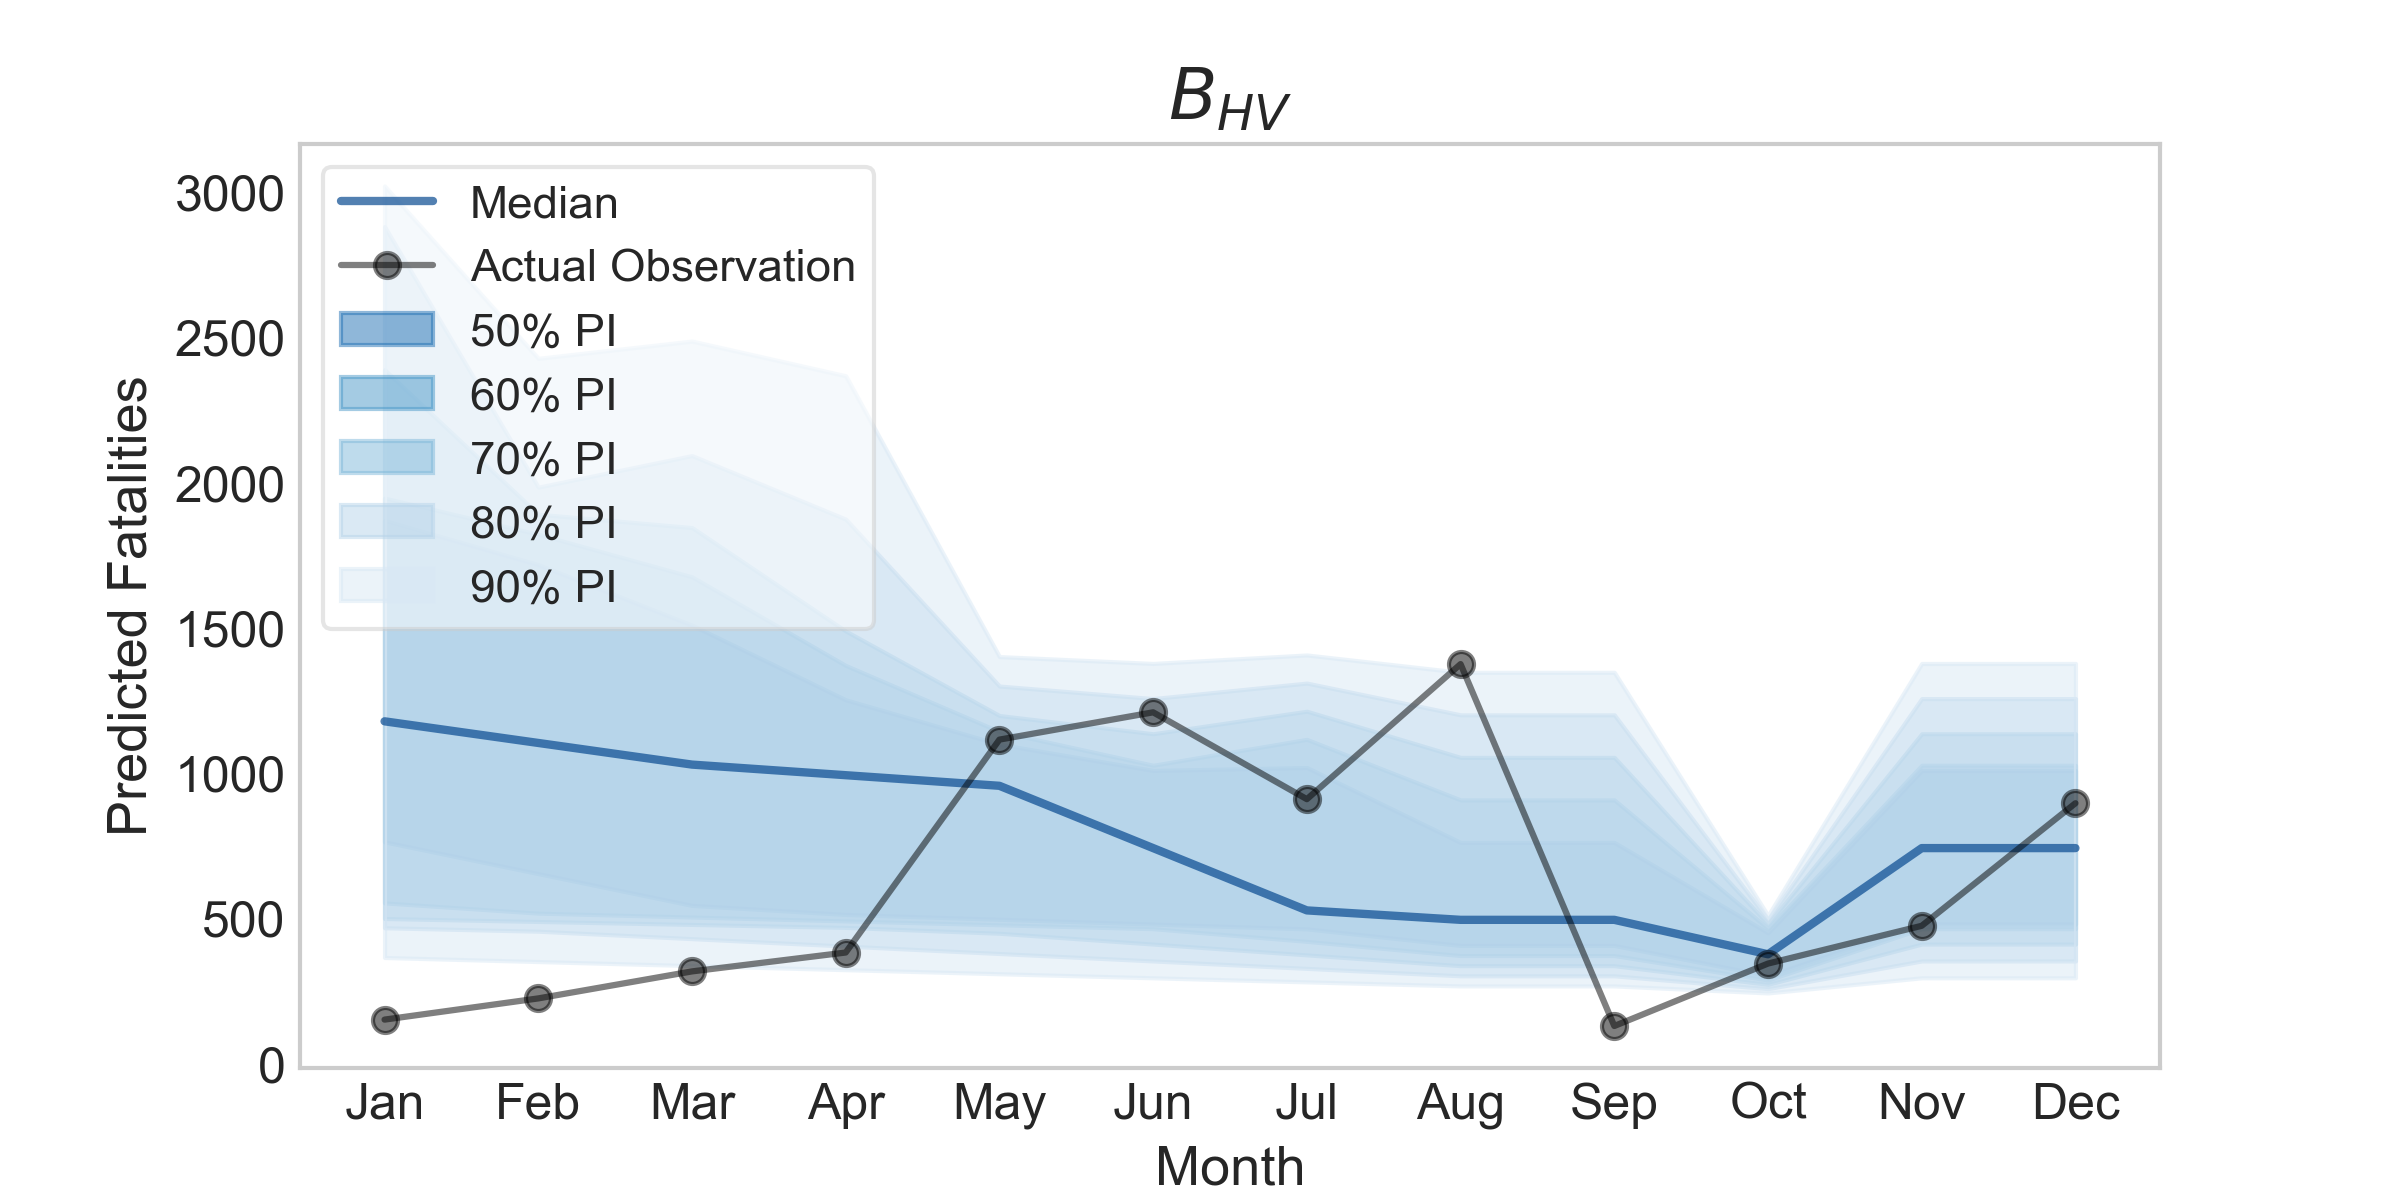 B_HV
3000
2500
2000
1500
1000
500
0
Predicted Fatalities
Median
Actual Observation
50% PI
60% PI
70% PI
80% PI
90% PI
Jan Feb Mar Apr May Jun Jul Aug Sep Oct Nov Dec
Month